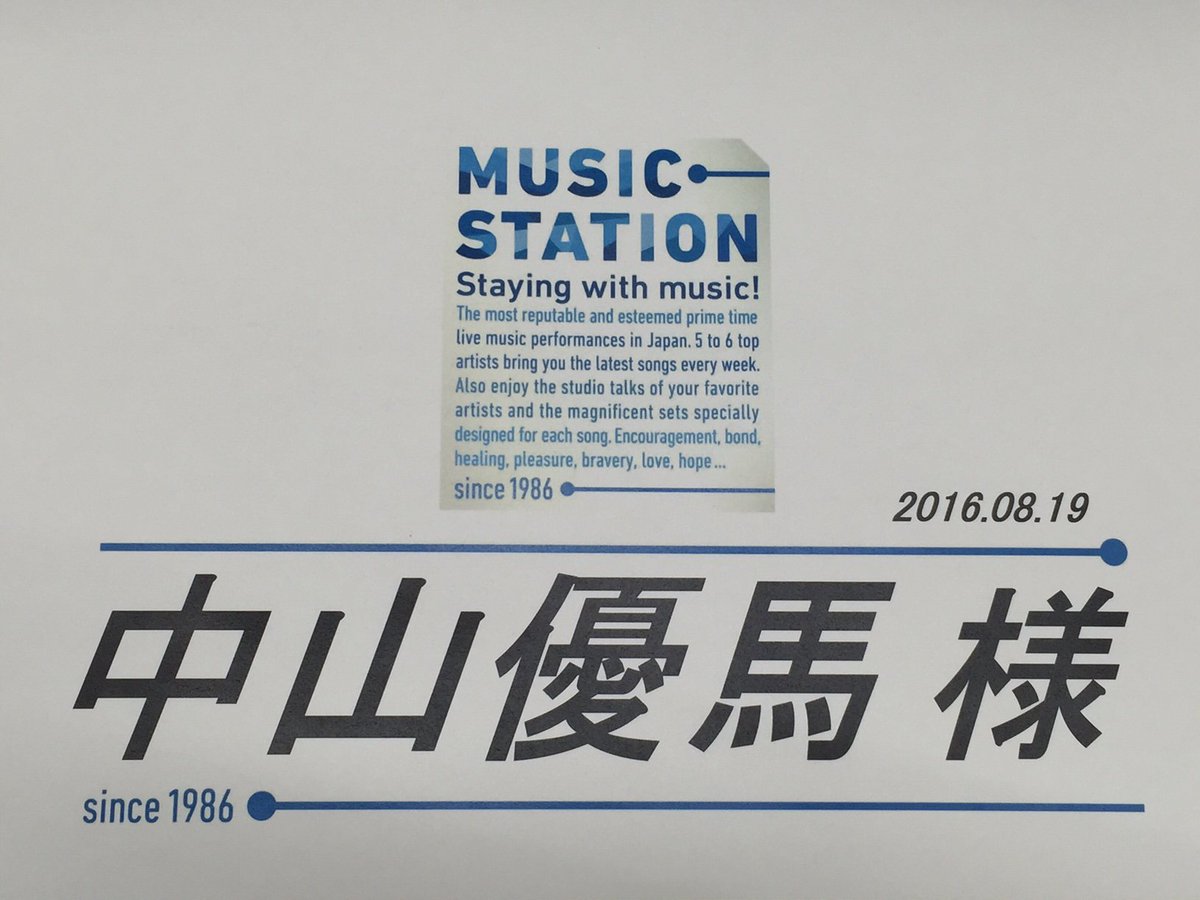 MUSIC
STATION
Staying with music!
The most reputable and esteemed prime time
live music performances in Japan. 5 to 6 top
artists bring you the latest songs every week.
Also enjoy the studio talks of your favorite
artists and the magnificent sets specially
designed for each song. Encouragement, bond,
healing, pleasure, bravery, love, hope...
since 1986
2016.08.19
中山優馬 様
since 1986